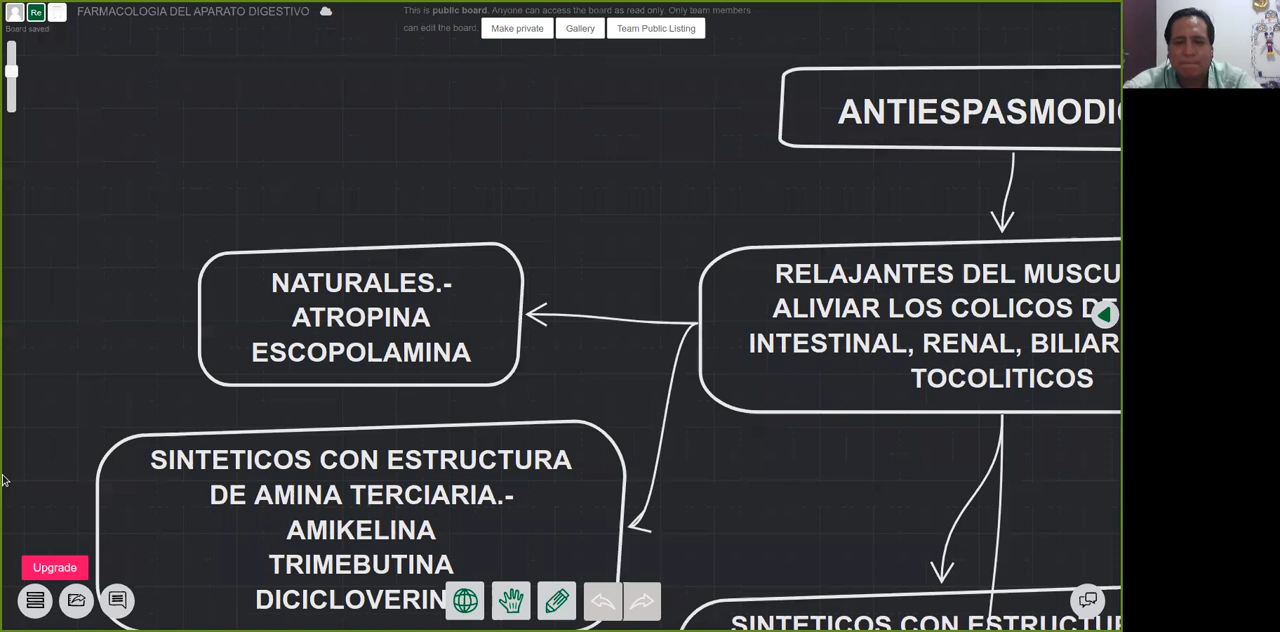 Re
FARMACOLOGIA DEL APARATO DIGESTIVO
Board saved
This is public board. Anyone can access the board as read only. Only team members
can edit the board
Make private
Gallery
Team Public Listing
ANTIESPASMODI
NATURALES.-
ATROPINA
ESCOPOLAMINA
RELAJANTES DEL MUSCU
ALIVIAR LOS COLICOS
INTESTINAL, RENAL, BILIAR
TOCOLITICOS
SINTETICOS CON ESTRUCTURA
DE AMINA TERCIARIA.-
AMIKELINA
TRIMEBUTINA
DICICLOVERIN
SINTETICOS CON ESTRUCTUR
Upgrade